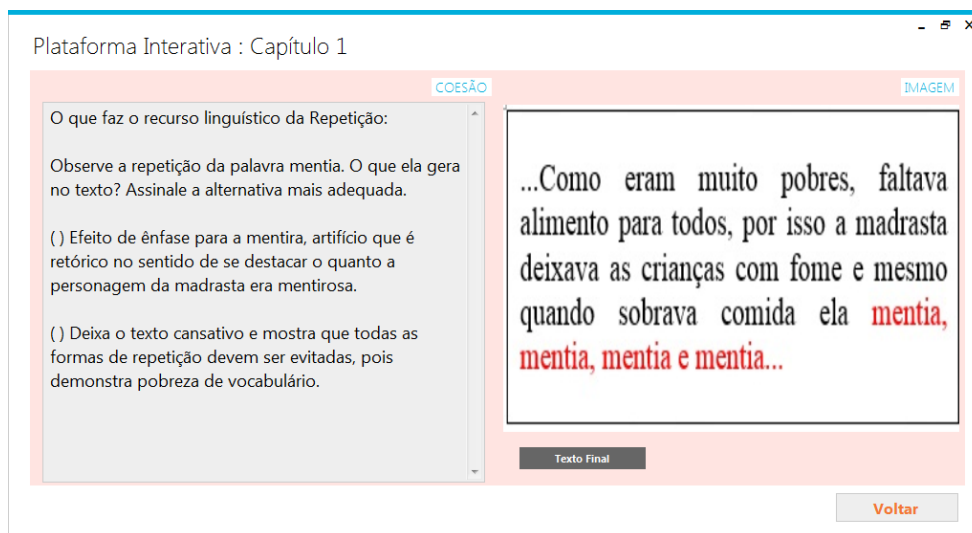 Plataforma Interativa : Capítulo 1
COESÃO
O que faz o recurso linguístico da Repetição:
Observe a repetição da palavra mentia. O que ela gera
no texto? Assinale a alternativa mais adequada.
( ) Efeito de ênfase para a mentira, artifício que é
retórico no sentido de se destacar o quanto a
personagem da madrasta era mentirosa.
( ) Deixa o texto cansativo e mostra que todas as
formas de repetição devem ser evitadas, pois
demonstra pobreza de vocabulário.
IMAGEM
...Como eram muito pobres, faltava
alimento para todos, por isso a madrasta
deixava as crianças com fome e mesmo
quando sobrava comida ela mentia,
mentia, mentia e mentia...
Texto Final
Voltar